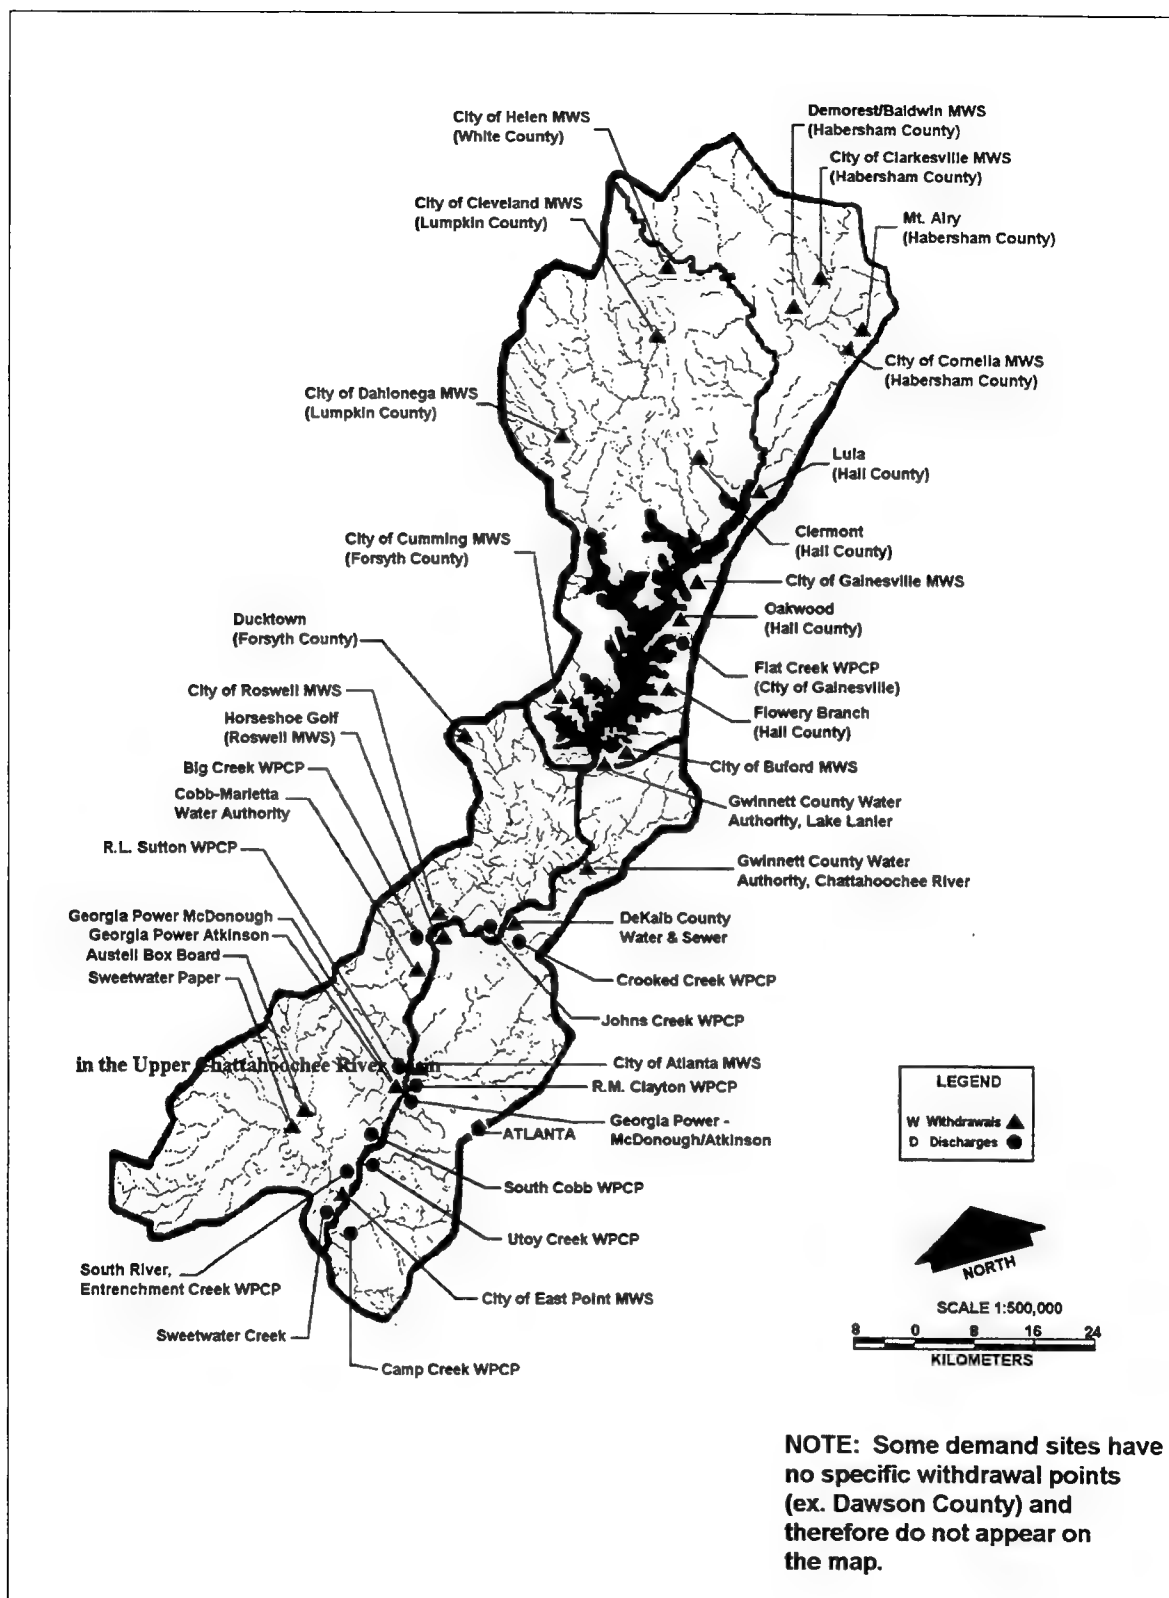 City of Helen MWS
(White County)
Demorest/Baldwin MWS
(Habersham County)
City of Clarkesville MWS
(Habersham County)
City of Cleveland MWS
(Lumpkin County)
Mt. Airy
(Habersham County)
City of Cornelia MWS
(Habersham County)
City of Dahlonega MWS
(Lumpkin County)
Lula
(Hall County)
Clermont
(Hall County)
City of Cumming MWS
(Forsyth County)
City of Gainesville MWS
Oakwood
(Hall County)
Ducktown
(Forsyth County)
Flat Creek WPCP
(City of Gainesville)
City of Roswell MWS
Flowery Branch
(Hall County)
Horseshoe Golf
(Roswell MWS)
Big Creek WPCP
City of Buford MWS
Cobb-Marietta
Water Authority
Gwinnett County Water
Authority, Lake Lanier
R.L. Sutton WPCP
Gwinnett County Water
Authority, Chattahoochee River
Georgia Power McDonough
Georgia Power Atkinson
Austell Box Board
Sweetwater Paper
DeKalb County
Water & Sewer
Crooked Creek WPCP
Johns Creek WPCP
in the Upper Chattahoochee River
City of Atlanta MWS
R.M. Clayton WPCP
Georgia Power -
McDonough/Atkinson
ATLANTA
South Cobb WPCP
Utoy Creek WPCP
South River,
Entrenchment Creek WPCP
City of East Point MWS
Sweetwater Creek
Camp Creek WPCP
LEGEND
W Withdrawals
D Discharges
NORTH
SCALE 1:500,000
8 0 8 16 24
KILOMETERS
NOTE: Some demand sites have
no specific withdrawal points
(ex. Dawson County) and
therefore do not appear on
the map.